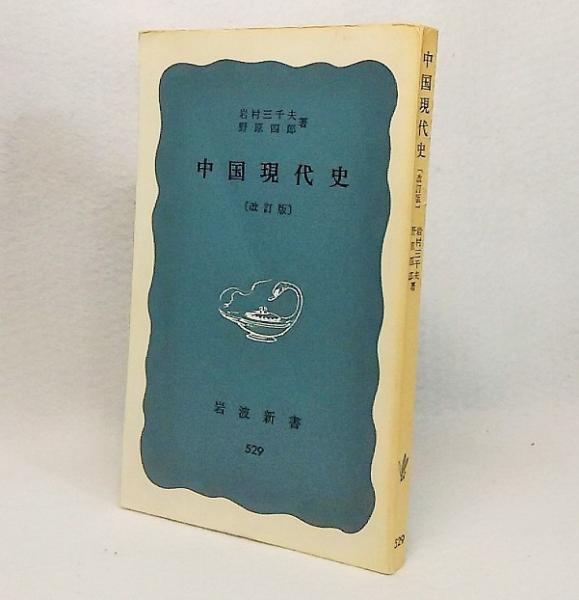 岩村三千夫
野原四郎 著
中国現代史
〔改訂版〕
岩波新書
529
中国現代史
〔改訂版〕
岩村三千夫
野原四郎 著
529